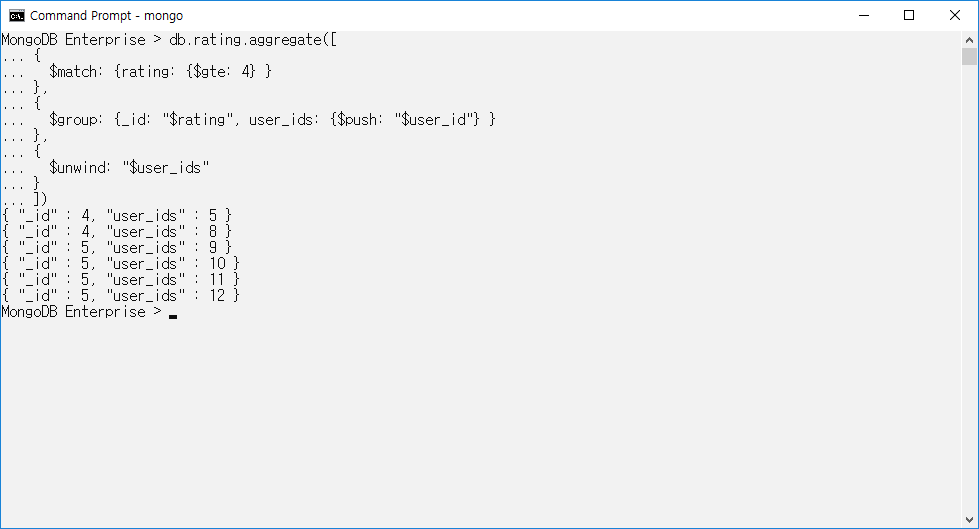 Command Prompt - mongo
MongoDB Enterprise > db.rating.aggregate([
... {
...   $match: {rating: {$gte: 4} }
... },
... {
...   $group: {_id: "$rating", user_ids: {$push: "$user_id"} }
... },
... {
...   $unwind: "$user_ids"
... }
... ])
{ "_id" : 4, "user_ids" : 5 }
{ "_id" : 4, "user_ids" : 8 }
{ "_id" : 5, "user_ids" : 9 }
{ "_id" : 5, "user_ids" : 10 }
{ "_id" : 5, "user_ids" : 11 }
{ "_id" : 5, "user_ids" : 12 }
MongoDB Enterprise >